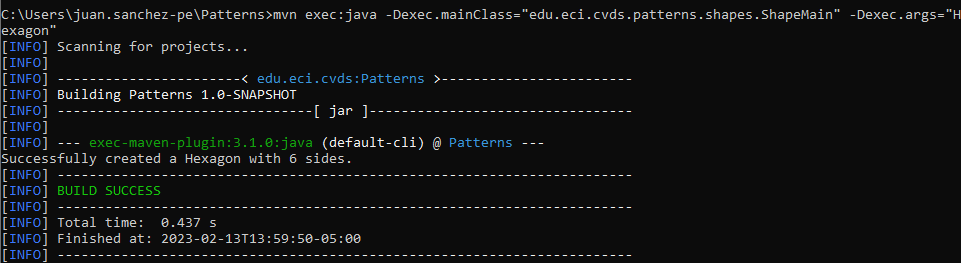 C:\Users\juan.sanchez-pe\Patterns>mvn exec:java -Dexec.mainClass="edu.eci.cvds.patterns.shapes.ShapeMain" -Dexec.args="H
exagon"
[INFO] Scanning for projects...
[INFO]
[INFO] -----------------------< edu.eci.cvds:Patterns >------------------------
[INFO] Building Patterns 1.0-SNAPSHOT
[INFO] --------------------------------[ jar ]---------------------------------
[INFO]
[INFO] --- exec-maven-plugin:3.1.0:java (default-cli) @ Patterns ---
Successfully created a Hexagon with 6 sides.
[INFO] ------------------------------------------------------------------------
[INFO] BUILD SUCCESS
[INFO] ------------------------------------------------------------------------
[INFO] Total time:  0.437 s
[INFO] Finished at: 2023-02-13T13:59:50-05:00
[INFO] ------------------------------------------------------------------------